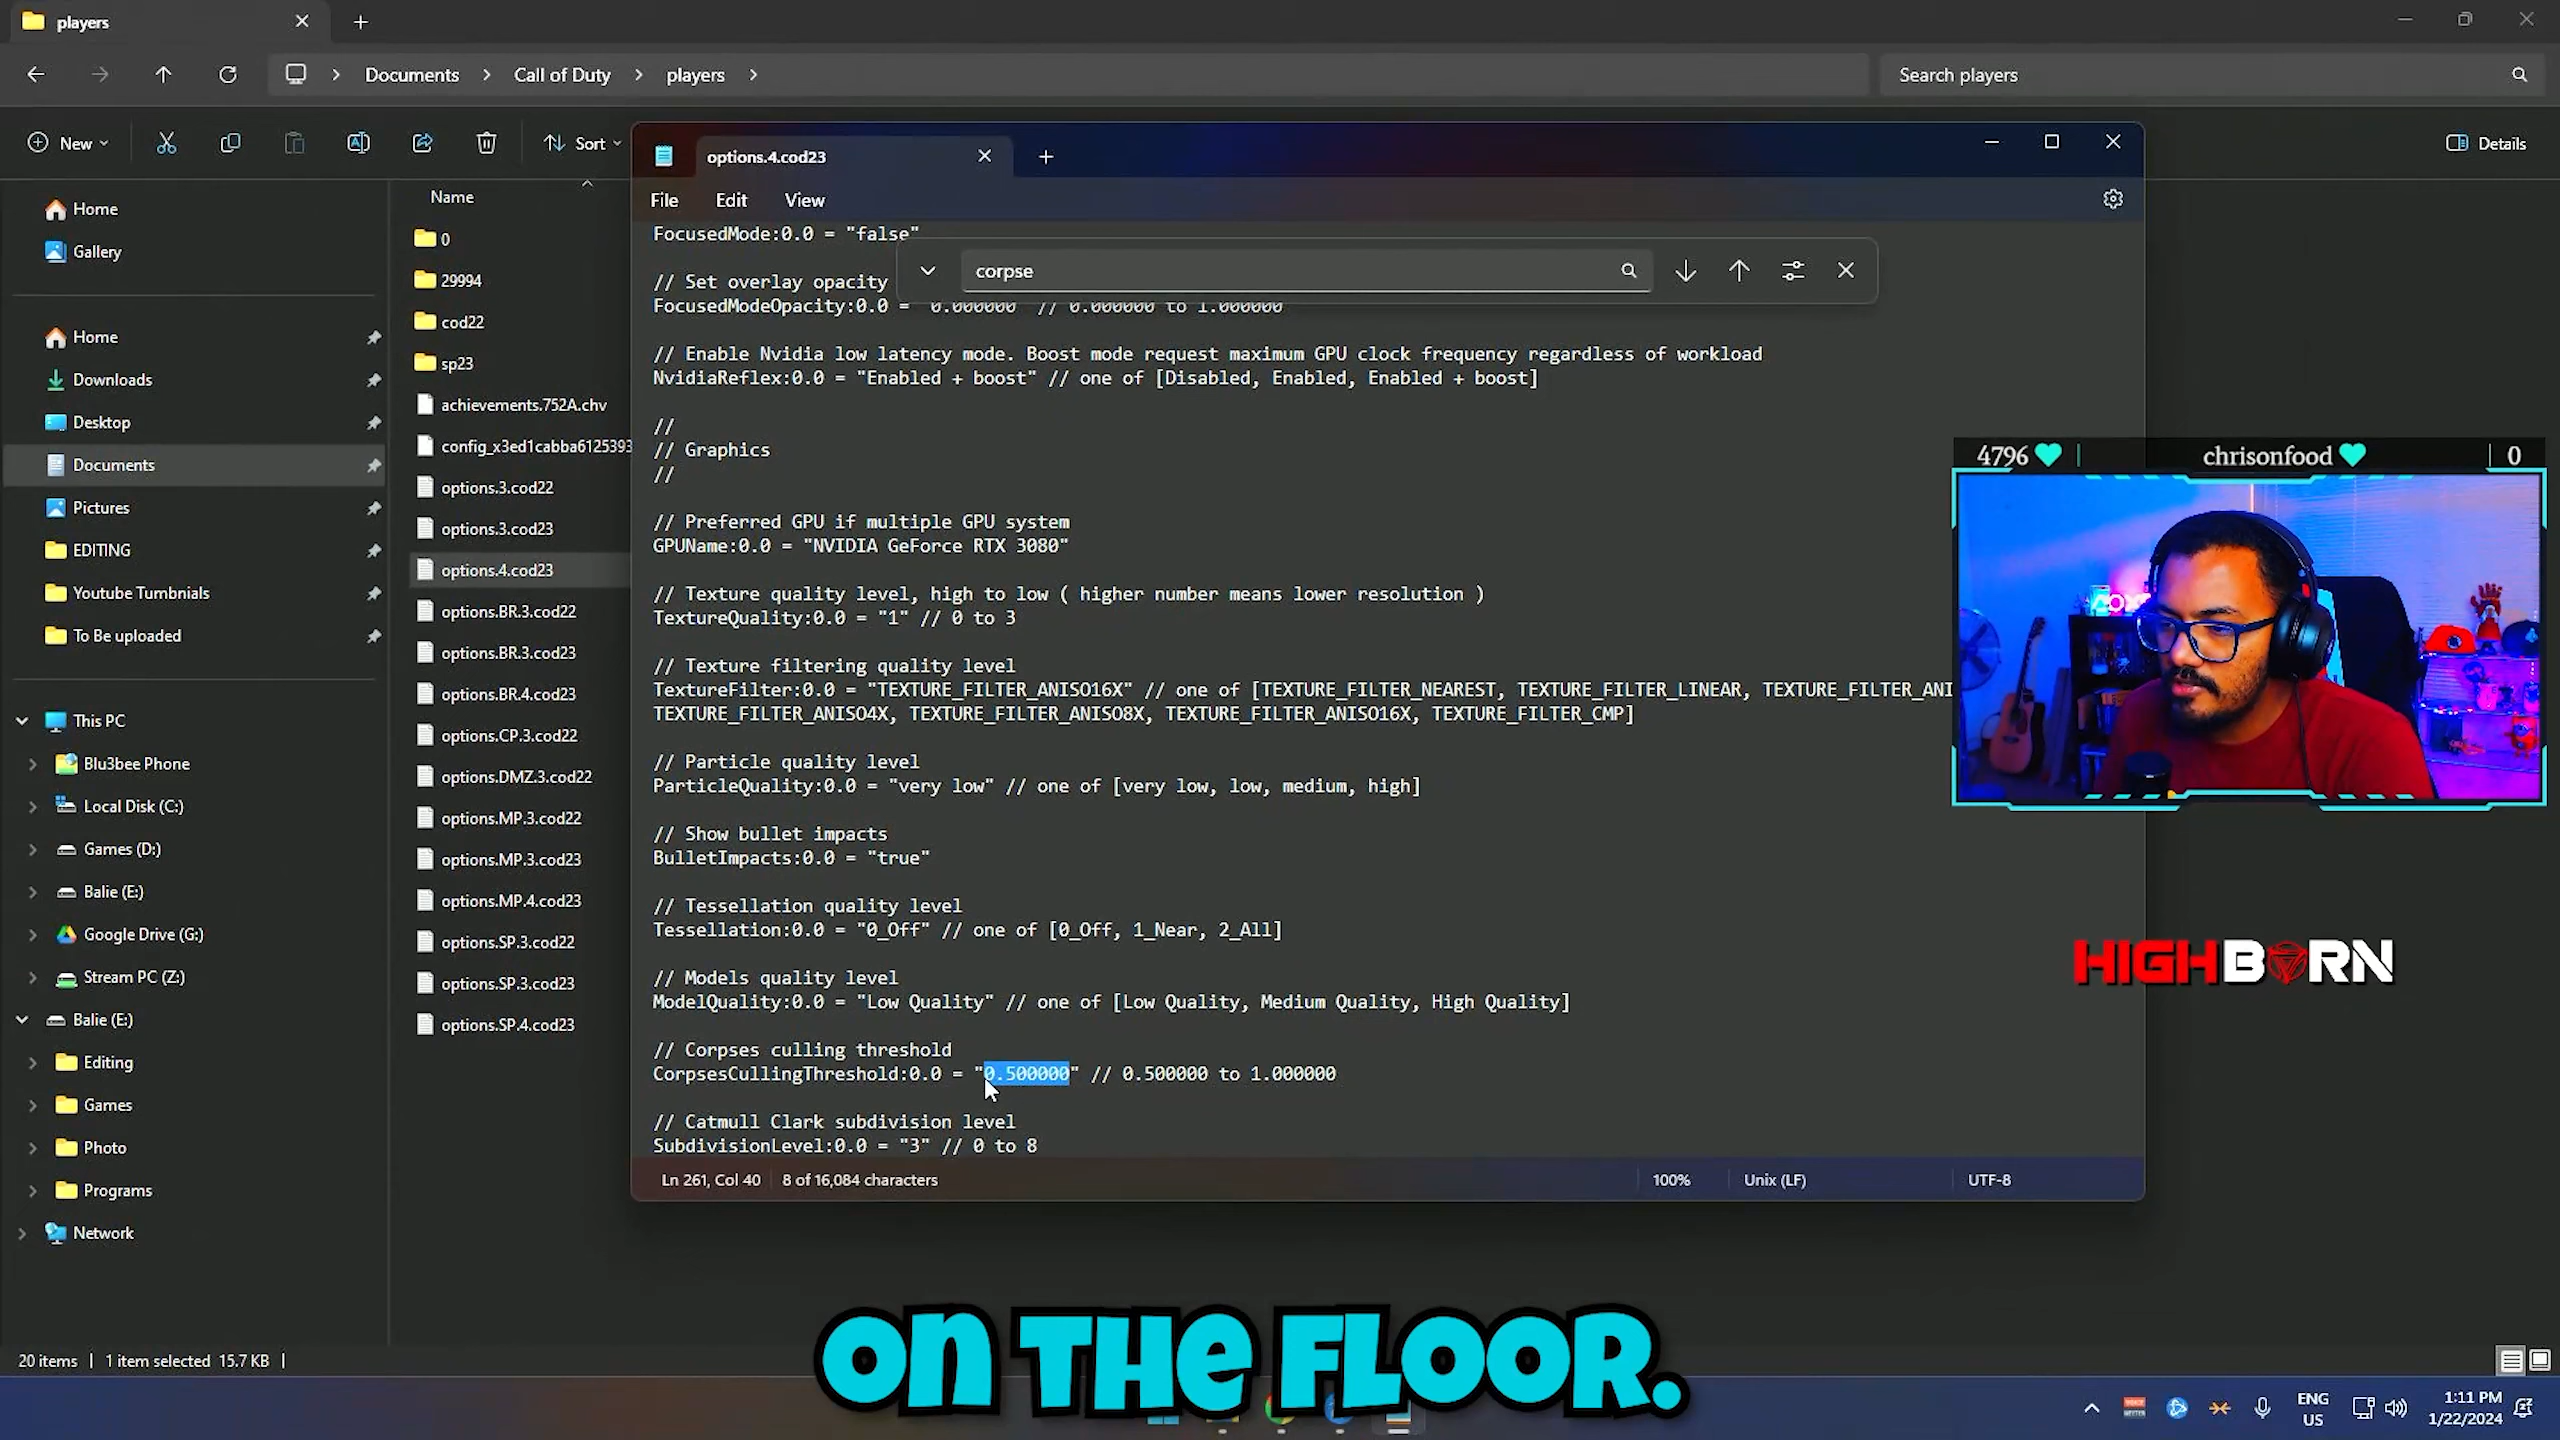 players
Documents
Call of Duty
players
Search players
New
Sort
Details
options.4.cod23
File
Edit
View
Home
Gallery
Home
Downloads
Desktop
Documents
Pictures
EDITING
Youtube Tumbnials
To Be uploaded
This PC
Blu3bee Phone
Local Disk (C:)
Games (D:)
Balie (E:)
Google Drive (G:)
Stream PC (Z:)
Balie (E:)
Editing
Games
Photo
Programs
Network
Name
0
29994
cod22
sp23
achievements.752A.chv
config_x3ed1cabba6125393
options.3.cod22
options.3.cod23
options.4.cod23
options.BR.3.cod22
options.BR.3.cod23
options.BR.4.cod23
options.CP.3.cod22
options.DMZ.3.cod22
options.MP.3.cod22
options.MP.3.cod23
options.MP.4.cod23
options.SP.3.cod22
options.SP.3.cod23
options.SP.4.cod23
corpse
FocusedMode:0.0 = "false"
// Set overlay opacity
FocusedModeOpacity:0.0 = 0.000000 // 0.000000 to 1.000000
// Enable Nvidia low latency mode. Boost mode request maximum GPU clock frequency regardless of workload
NvidiaReflex:0.0 = "Enabled + boost" // one of [Disabled, Enabled, Enabled + boost]
//
// Graphics
//
// Preferred GPU if multiple GPU system
GPUName:0.0 = "NVIDIA GeForce RTX 3080"
// Texture quality level, high to low ( higher number means lower resolution )
TextureQuality:0.0 = "1" // 0 to 3
// Texture filtering quality level
TextureFilter:0.0 = "TEXTURE_FILTER_ANISO16X" // one of [TEXTURE_FILTER_NEAREST, TEXTURE_FILTER_LINEAR, TEXTURE_FILTER_ANI
TEXTURE_FILTER_ANISO4X, TEXTURE_FILTER_ANISO8X, TEXTURE_FILTER_ANISO16X, TEXTURE_FILTER_CMP]
// Particle quality level
ParticleQuality:0.0 = "very low" // one of [very low, low, medium, high]
// Show bullet impacts
BulletImpacts:0.0 = "true"
// Tessellation quality level
Tessellation:0.0 = "0_Off" // one of [0_Off, 1_Near, 2_All]
// Models quality level
ModelQuality:0.0 = "Low Quality" // one of [Low Quality, Medium Quality, High Quality]
// Corpses culling threshold
CorpsesCullingThreshold:0.0 = "0.500000" // 0.500000 to 1.000000
// Catmull Clark subdivision level
SubdivisionLevel:0.0 = "3" // 0 to 8
Ln 261, Col 40
8 of 16,084 characters
100%
Unix (LF)
UTF-8
4796
chrisonfood
0
HIGHBORN
ON THE FLOOR.
20 items
1 item selected 15.7 KB
ENG
US
1:11 PM
1/22/2024